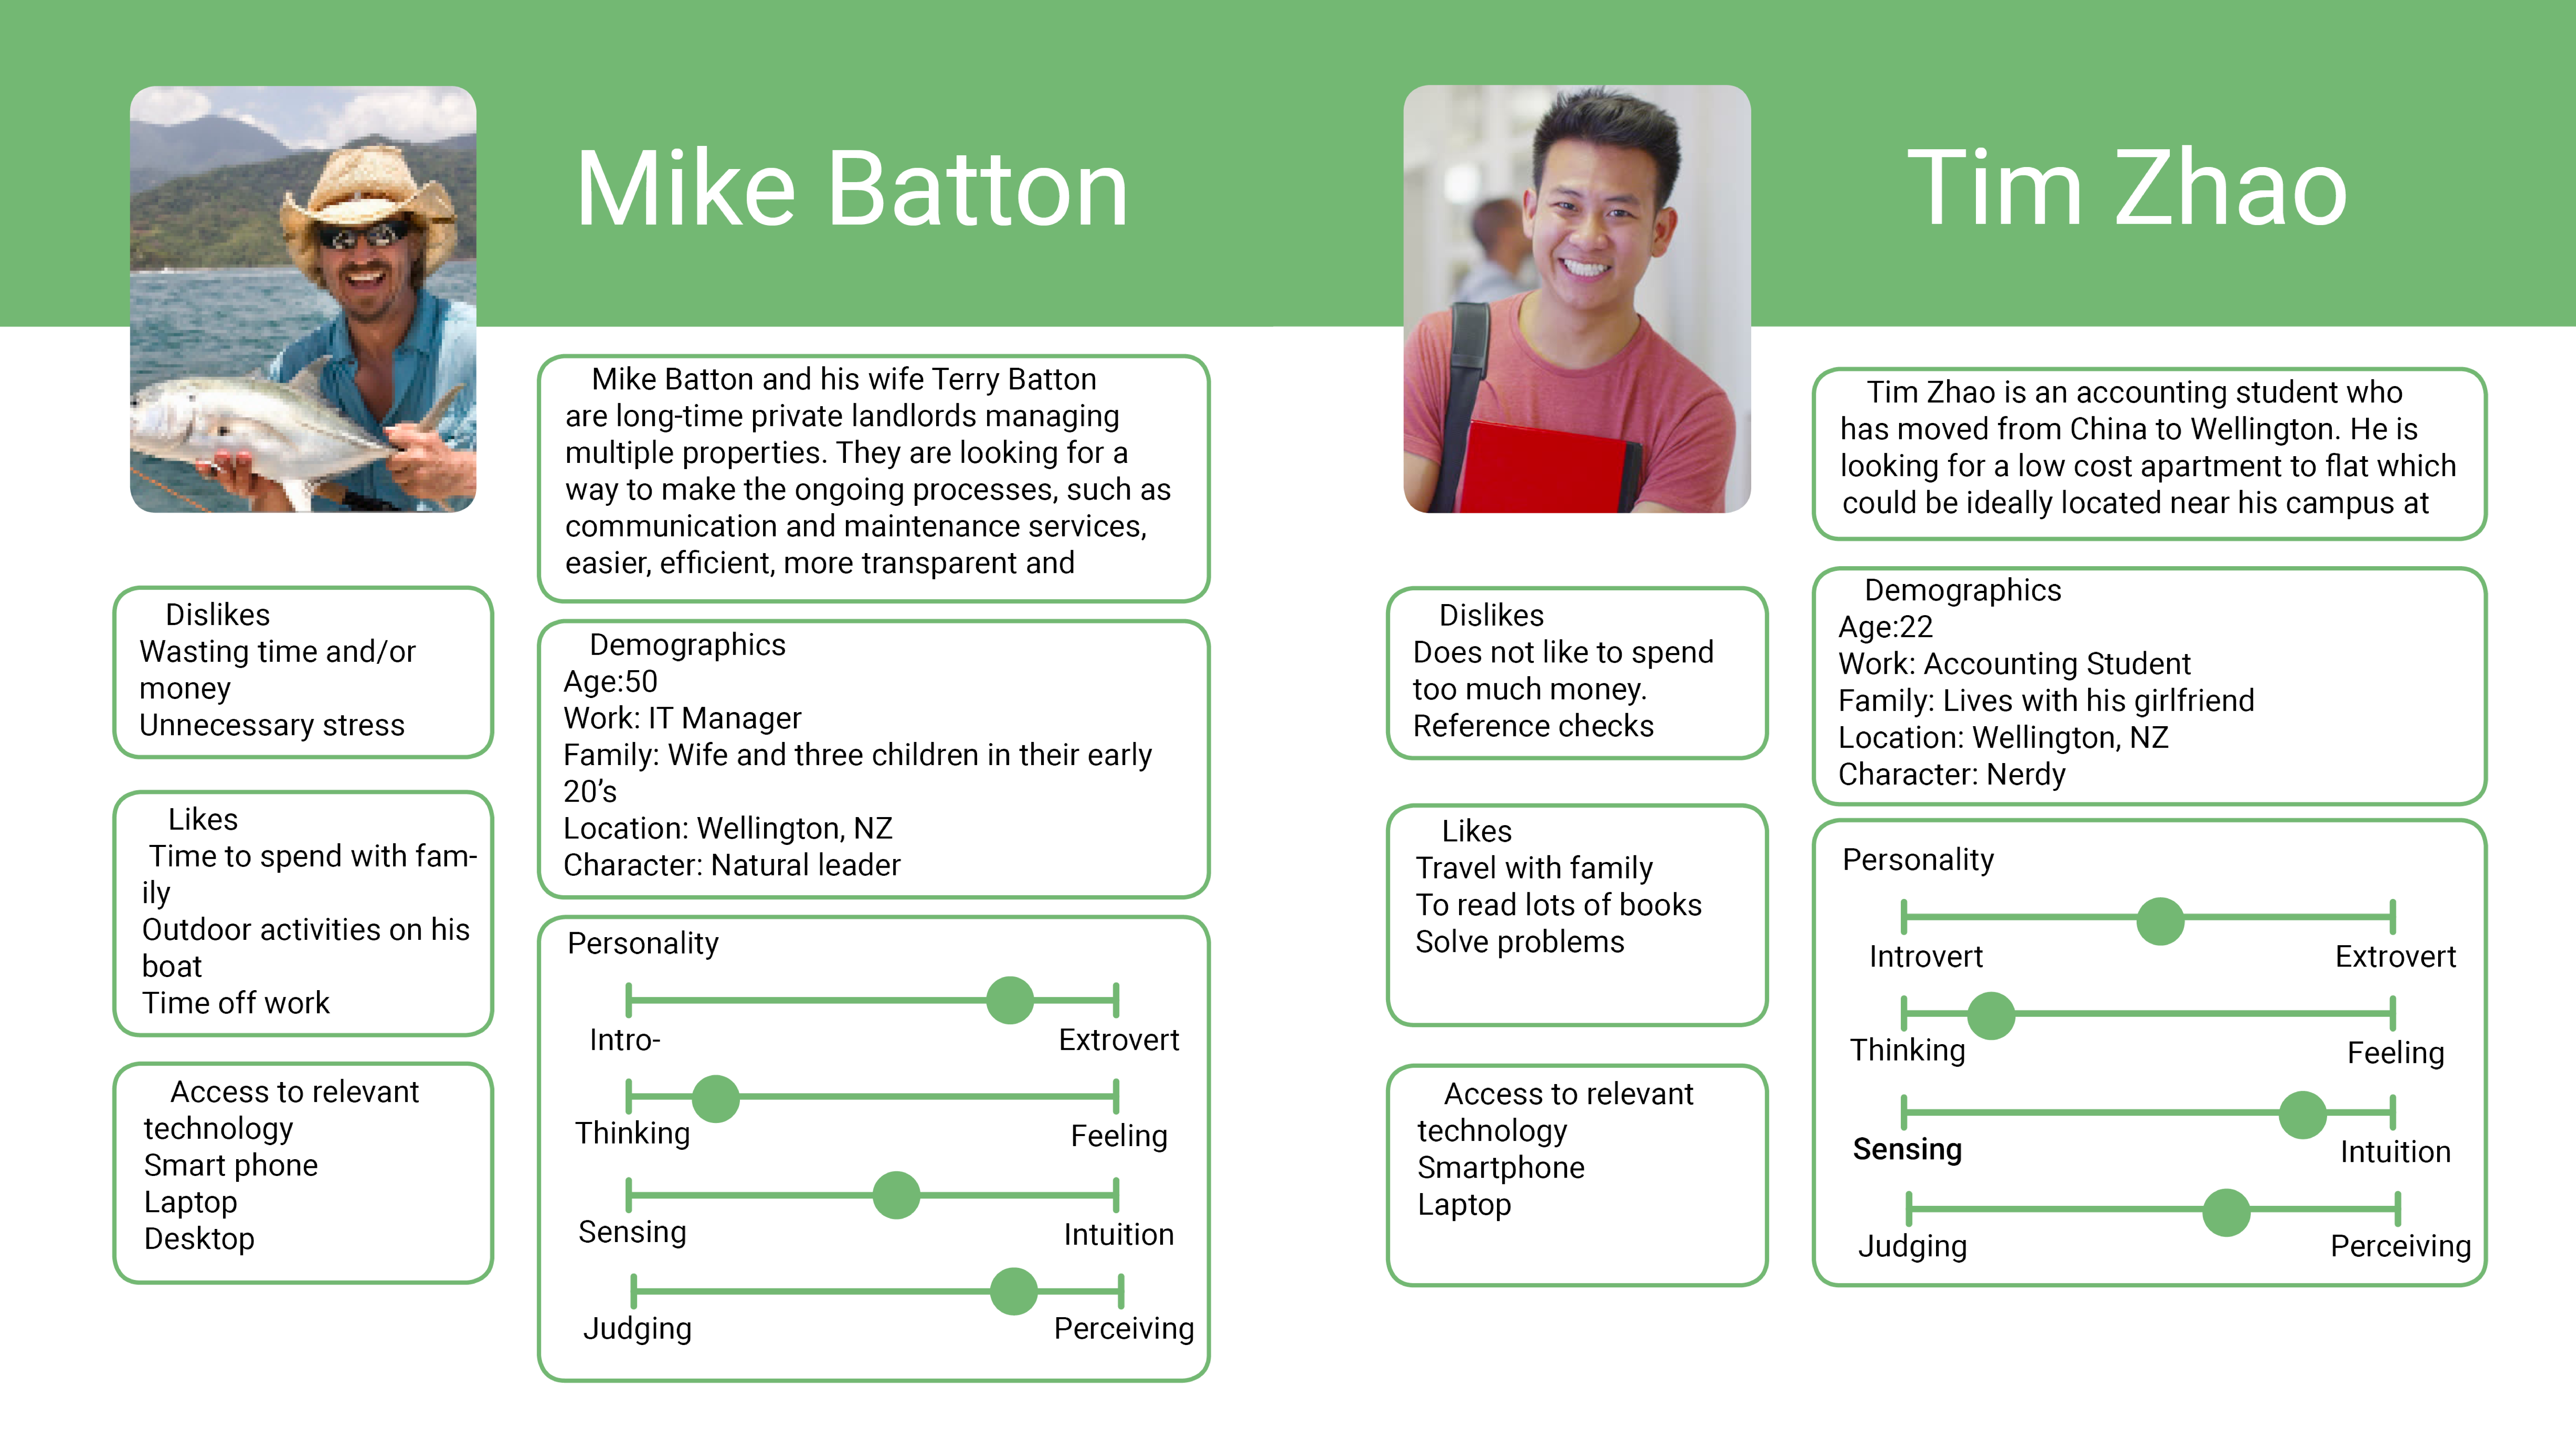 Mike Batton
Mike Batton and his wife Terry Batton
are long-time private landlords managing
multiple properties. They are looking for a
way to make the ongoing processes, such as
communication and maintenance services,
easier, efficient, more transparent and
Dislikes
Wasting time and/or
money
Unnecessary stress
Likes
Time to spend with fam-
ily
Outdoor activities on his
boat
Time off work
Access to relevant
technology
Smart phone
Laptop
Desktop
Demographics
Age:50
Work: IT Manager
Family: Wife and three children in their early
20’s
Location: Wellington, NZ
Character: Natural leader
Personality
Intro- Extrovert
Thinking Feeling
Sensing Intuition
Judging Perceiving
Tim Zhao
Tim Zhao is an accounting student who
has moved from China to Wellington. He is
looking for a low cost apartment to flat which
could be ideally located near his campus at
Dislikes
Does not like to spend
too much money.
Reference checks
Likes
Travel with family
To read lots of books
Solve problems
Access to relevant
technology
Smartphone
Laptop
Demographics
Age:22
Work: Accounting Student
Family: Lives with his girlfriend
Location: Wellington, NZ
Character: Nerdy
Personality
Introvert Extrovert
Thinking Feeling
Sensing Intuition
Judging Perceiving